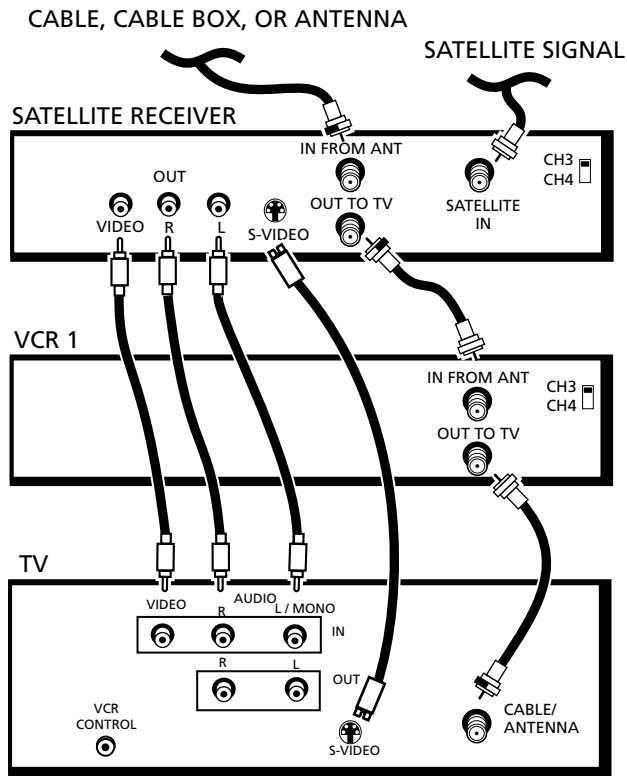 CABLE, CABLE BOX, OR ANTENNA
SATELLITE SIGNAL
SATELLITE RECEIVER
IN FROM ANT
CH3
CH4
OUT
OUT TO TV
SATELLITE
IN
VIDEO
R
L
S-VIDEO
VCR 1
IN FROM ANT
CH3
CH4
OUT TO TV
TV
VIDEO
R
AUDIO
L / MONO
IN
R
L
OUT
VCR
CONTROL
S-VIDEO
CABLE/
ANTENNA